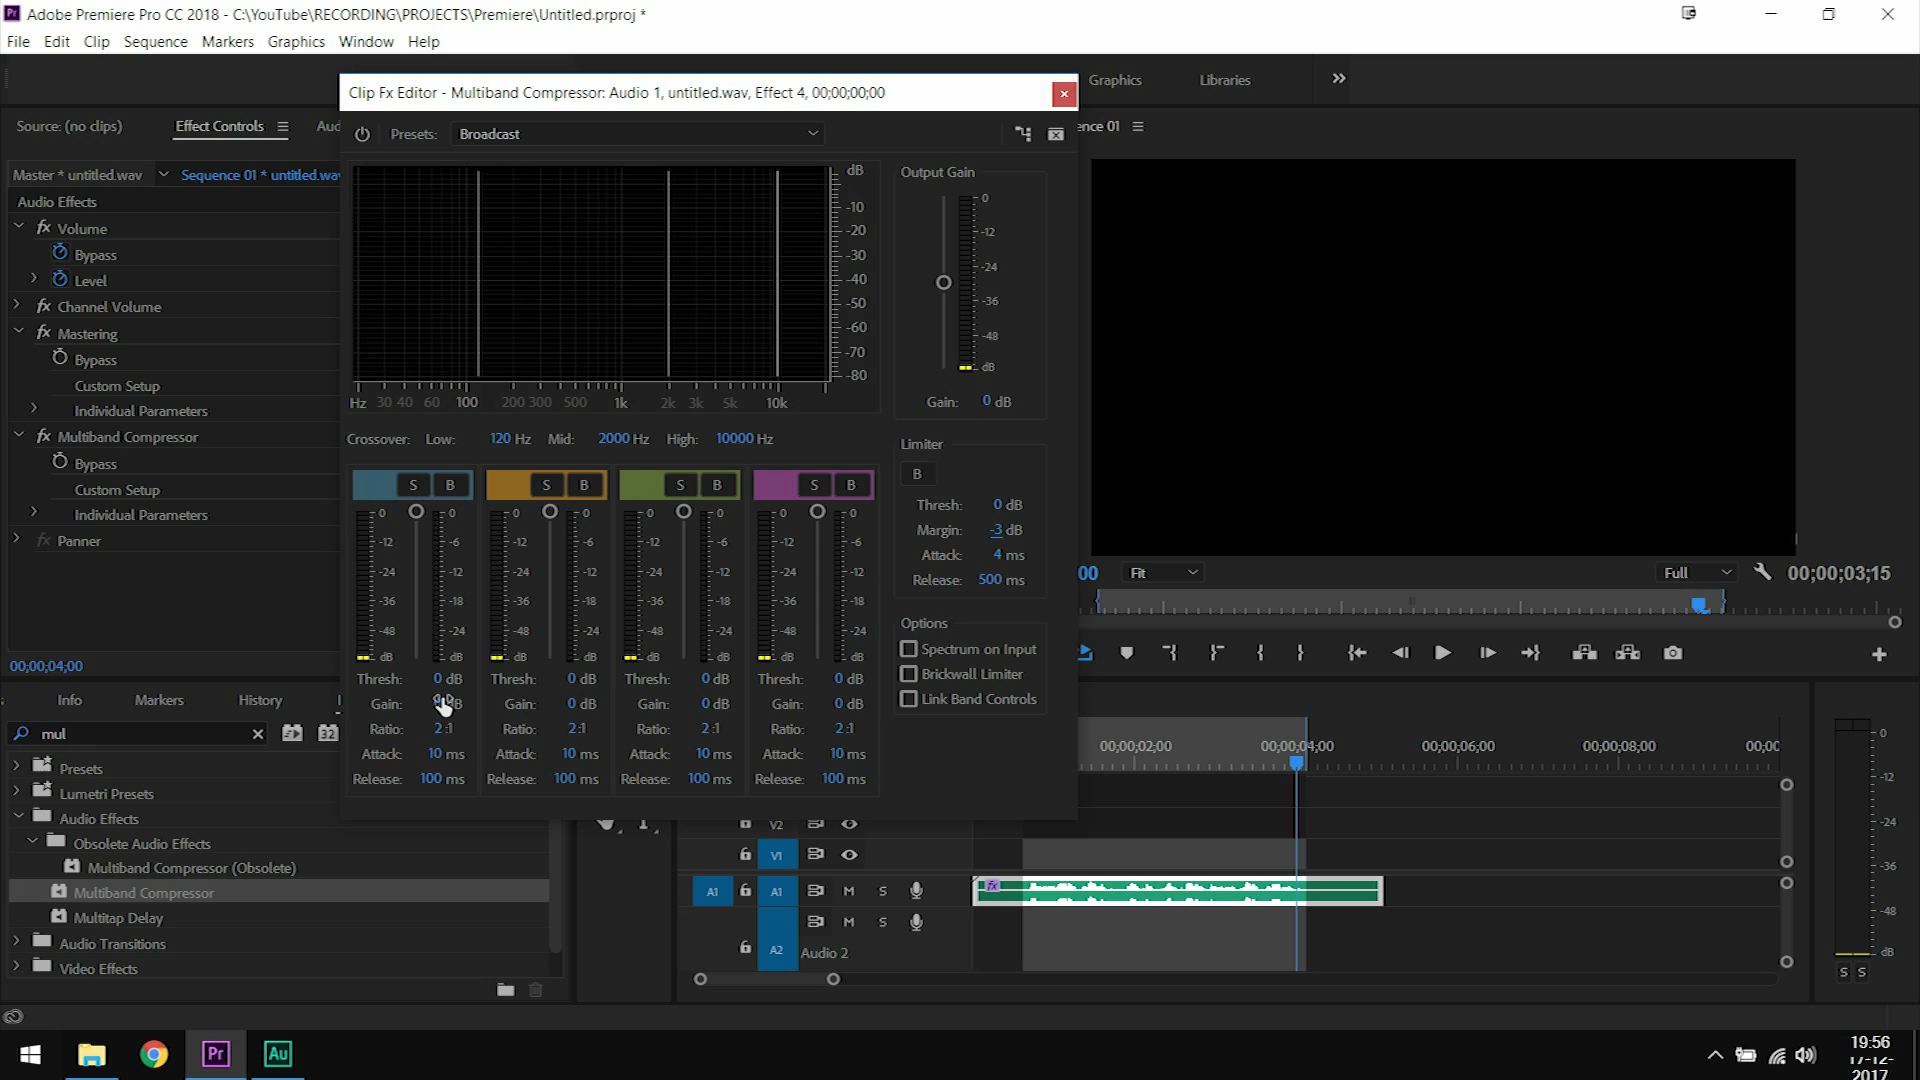 Adobe Premiere Pro CC 2018 - C:\YouTube\RECORDING\PROJECTS\Premiere\Untitled.prproj *
File Edit Clip Sequence Markers Graphics Window Help
Clip Fx Editor - Multiband Compressor: Audio 1, untitled.wav, Effect 4, 00;00;00;00
Graphics Libraries
Source: (no clips) Effect Controls Au
Presets: Broadcast
ence 01
Master * untitled.wav Sequence 01 * untitled.wav
Audio Effects
fx Volume
Bypass
Level
fx Channel Volume
fx Mastering
Bypass
Custom Setup
Individual Parameters
fx Multiband Compressor
Bypass
Custom Setup
Individual Parameters
fx Panner
00;00;04;00
dB
-10
-20
-30
-40
-50
-60
-70
-80
Hz 30 40 60 100 200 300 500 1k 2k 3k 5k 10k
Output Gain
0
-12
-24
-36
-48
dB
Gain: 0 dB
Crossover: Low: 120 Hz Mid: 2000 Hz High: 10000 Hz
S B S B S B S B
0 0 0 0 0 0 0 0
-12 -6 -12 -6 -12 -6 -12 -6
-24 -12 -24 -12 -24 -12 -24 -12
-36 -18 -36 -18 -36 -18 -36 -18
-48 -24 -48 -24 -48 -24 -48 -24
dB dB dB dB dB dB dB dB
Thresh: 0 dB Thresh: 0 dB Thresh: 0 dB Thresh: 0 dB
Gain: Gain: 0 dB Gain: 0 dB Gain: 0 dB
Ratio: 2:1 Ratio: 2:1 Ratio: 2:1 Ratio: 2:1
Attack: 10 ms Attack: 10 ms Attack: 10 ms Attack: 10 ms
Release: 100 ms Release: 100 ms Release: 100 ms Release: 100 ms
Limiter
B
Thresh: 0 dB
Margin: -3 dB
Attack: 4 ms
Release: 500 ms
Options
Spectrum on Input
Brickwall Limiter
Link Band Controls
00 Fit Full 00;00;03;15
Info Markers History
mul 32
Presets
Lumetri Presets
Audio Effects
Obsolete Audio Effects
Multiband Compressor (Obsolete)
Multiband Compressor
Multitap Delay
Audio Transitions
Video Effects
00;00;02;00 00;00;04;00 00;00;06;00 00;00;08;00 00;00
V2
V1
A1 A1 M S fx
M S
A2 Audio 2
0
-12
-24
-36
-48
dB
S S
Pr Au
19:56
17-12-2017